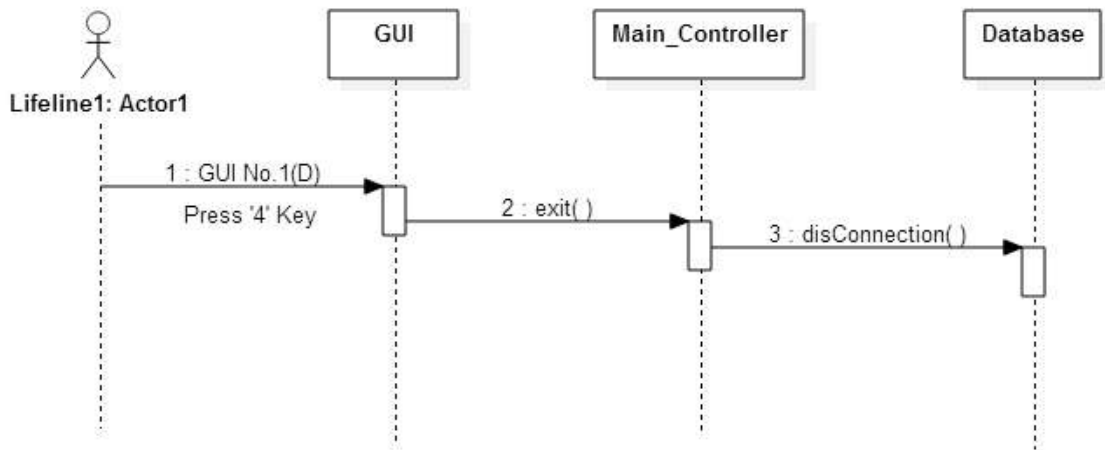 GUI
Main_Controller
Database
Lifeline1: Actor1
1 : GUI No.1(D)
Press '4' Key
2 : exit( )
3 : disConnection( )